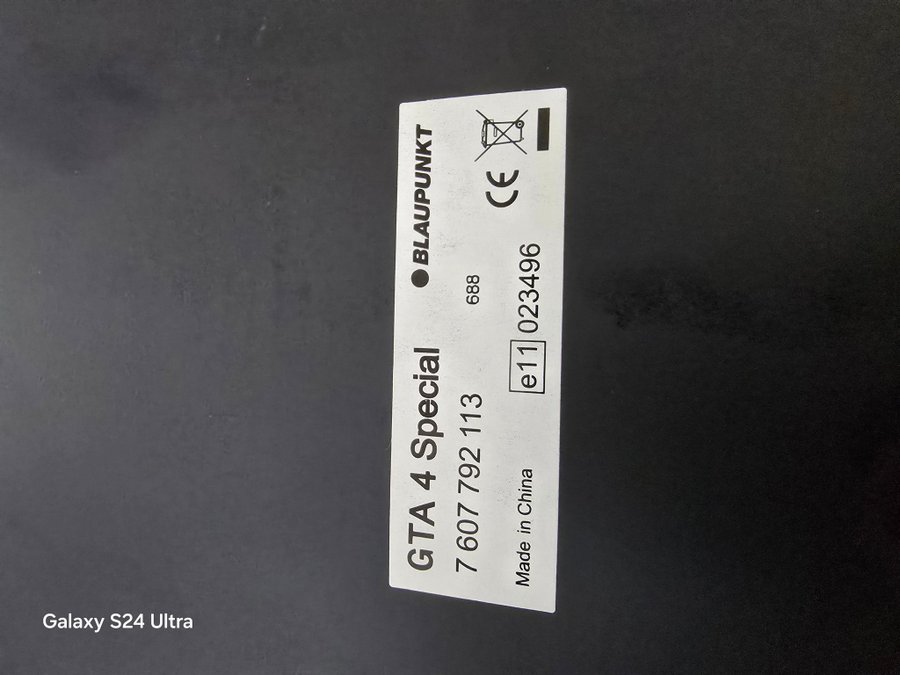 GTA 4 Special
BLAUPUNKT
7 607 792 113
688
Made in China
e11 023496
CE
Galaxy S24 Ultra